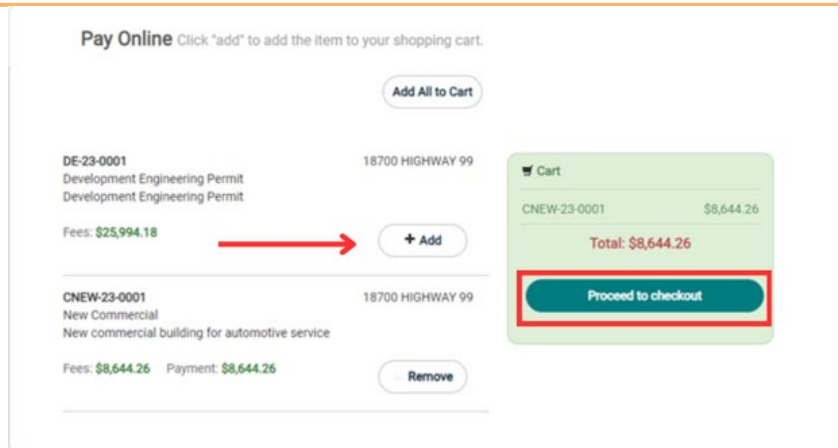 Pay Online Click "add" to add the item to your shopping cart.
Add All to Cart
DE-23-0001 18700 HIGHWAY 99
Development Engineering Permit
Development Engineering Permit
Fees: $25,994.18
+ Add
CNEW-23-0001 18700 HIGHWAY 99
New Commercial
New commercial building for automotive service
Fees: $8,644.26 Payment: $8,644.26
Remove
Cart
CNEW-23-0001 $8,644.26
Total: $8,644.26
Proceed to checkout